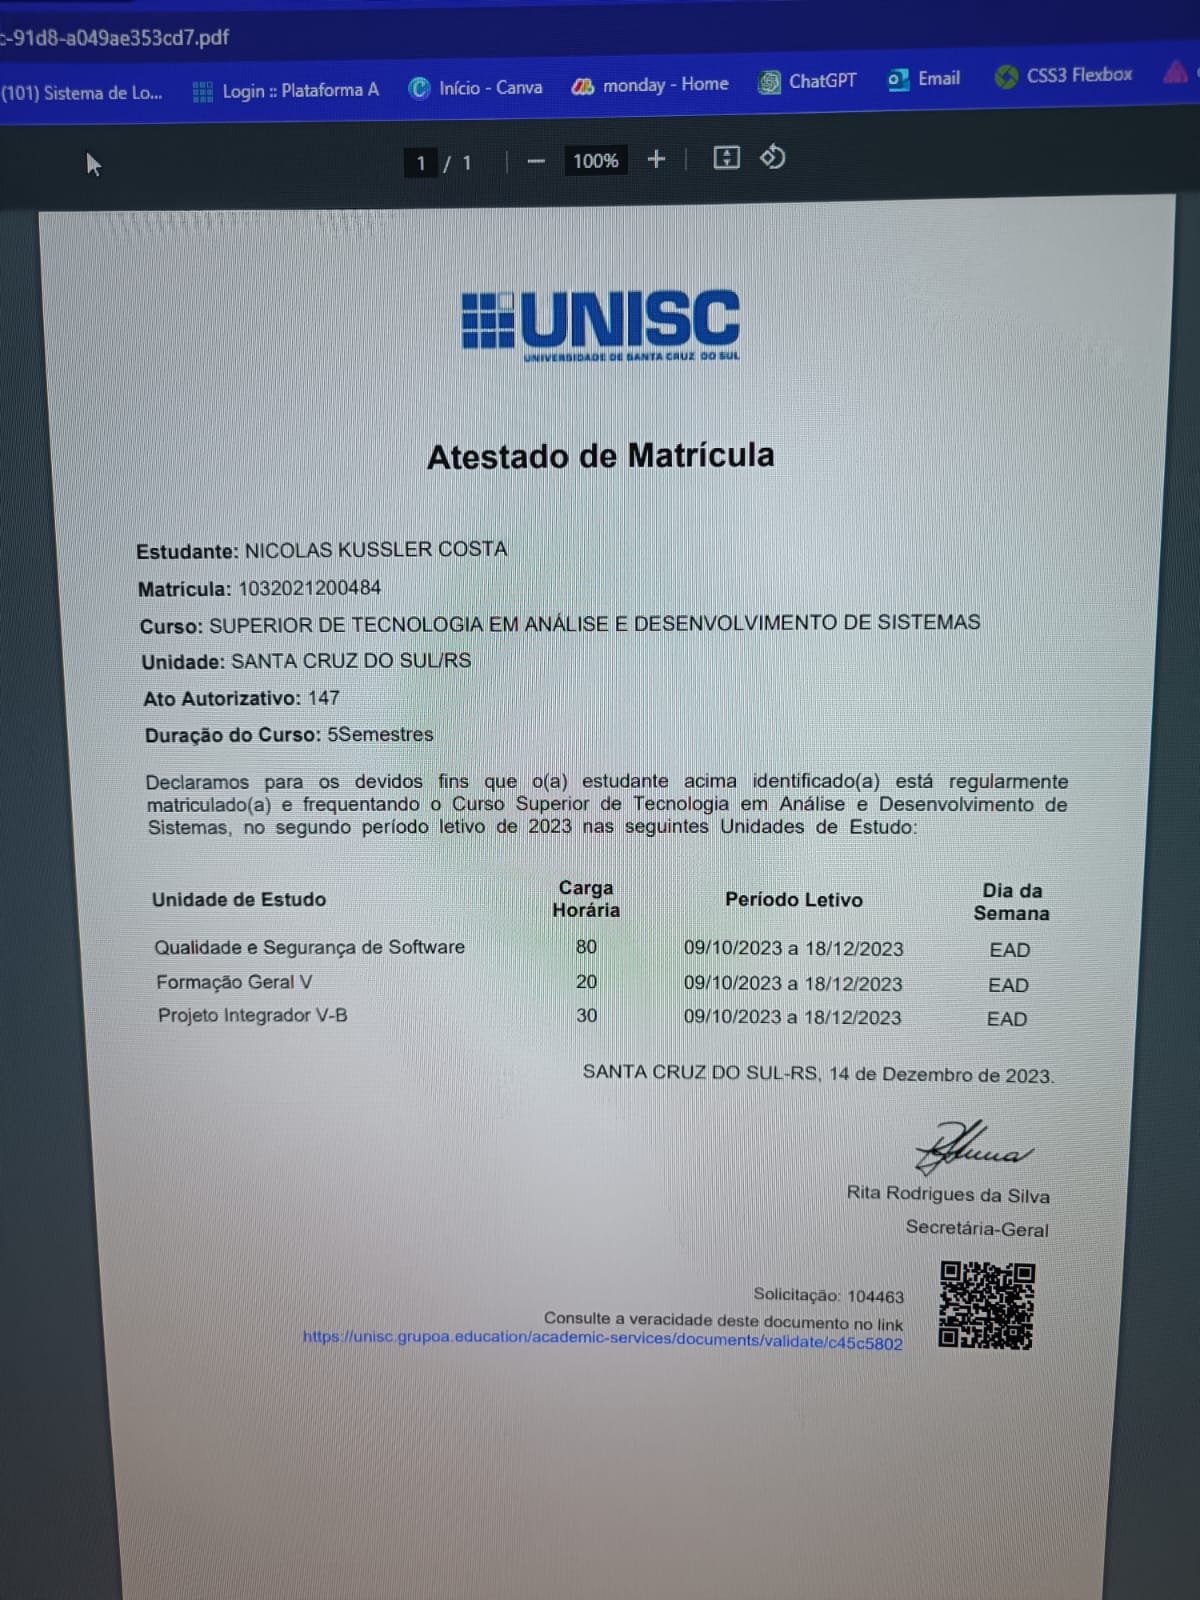 c-91d8-a049ae353cd7.pdf
(101) Sistema de Lo... Login :: Plataforma A Início - Canva monday - Home ChatGPT Email CSS3 Flexbox
1 / 1 — 100% +
UNISC
UNIVERSIDADE DE SANTA CRUZ DO SUL
Atestado de Matrícula
Estudante: NICOLAS KUSSLER COSTA
Matrícula: 1032021200484
Curso: SUPERIOR DE TECNOLOGIA EM ANÁLISE E DESENVOLVIMENTO DE SISTEMAS
Unidade: SANTA CRUZ DO SUL/RS
Ato Autorizativo: 147
Duração do Curso: 5Semestres
Declaramos para os devidos fins que o(a) estudante acima identificado(a) está regularmente
matriculado(a) e frequentando o Curso Superior de Tecnologia em Análise e Desenvolvimento de
Sistemas, no segundo período letivo de 2023 nas seguintes Unidades de Estudo:
Unidade de Estudo Carga Horária Período Letivo Dia da Semana
Qualidade e Segurança de Software 80 09/10/2023 a 18/12/2023 EAD
Formação Geral V 20 09/10/2023 a 18/12/2023 EAD
Projeto Integrador V-B 30 09/10/2023 a 18/12/2023 EAD
SANTA CRUZ DO SUL-RS, 14 de Dezembro de 2023.
Rita Rodrigues da Silva
Secretária-Geral
Solicitação: 104463
Consulte a veracidade deste documento no link
https://unisc.grupoa.education/academic-services/documents/validate/c45c5802